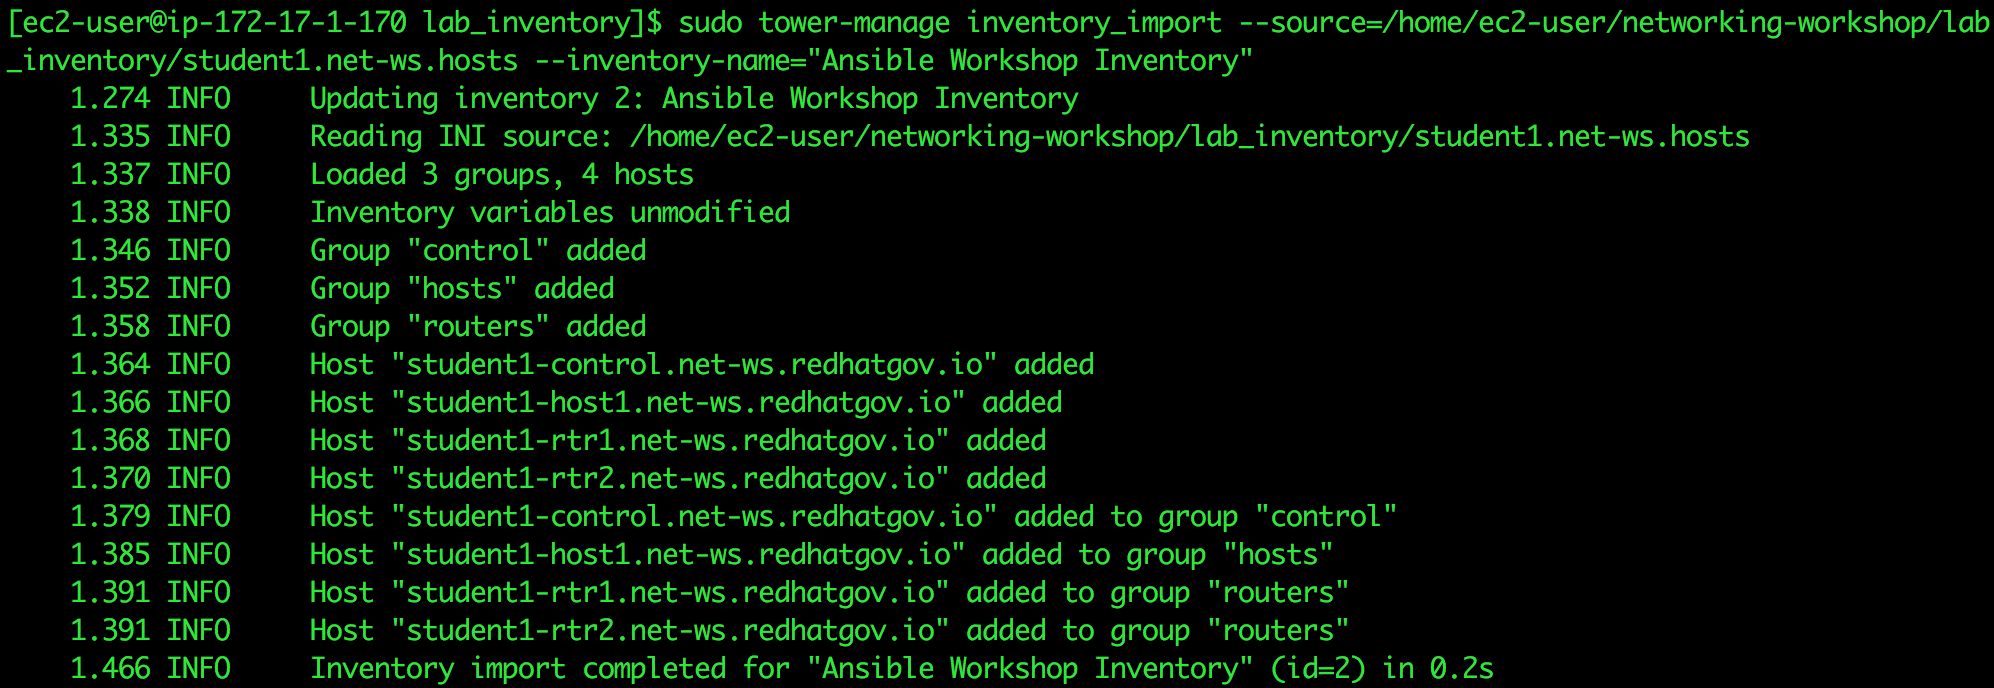 [ec2-user@ip-172-17-1-170 lab_inventory]$ sudo tower-manage inventory_import --source=/home/ec2-user/networking-workshop/lab
_inventory/student1.net-ws.hosts --inventory-name="Ansible Workshop Inventory"
    1.274 INFO     Updating inventory 2: Ansible Workshop Inventory
    1.335 INFO     Reading INI source: /home/ec2-user/networking-workshop/lab_inventory/student1.net-ws.hosts
    1.337 INFO     Loaded 3 groups, 4 hosts
    1.338 INFO     Inventory variables unmodified
    1.346 INFO     Group "control" added
    1.352 INFO     Group "hosts" added
    1.358 INFO     Group "routers" added
    1.364 INFO     Host "student1-control.net-ws.redhatgov.io" added
    1.366 INFO     Host "student1-host1.net-ws.redhatgov.io" added
    1.368 INFO     Host "student1-rtr1.net-ws.redhatgov.io" added
    1.370 INFO     Host "student1-rtr2.net-ws.redhatgov.io" added
    1.379 INFO     Host "student1-control.net-ws.redhatgov.io" added to group "control"
    1.385 INFO     Host "student1-host1.net-ws.redhatgov.io" added to group "hosts"
    1.391 INFO     Host "student1-rtr1.net-ws.redhatgov.io" added to group "routers"
    1.391 INFO     Host "student1-rtr2.net-ws.redhatgov.io" added to group "routers"
    1.466 INFO     Inventory import completed for "Ansible Workshop Inventory" (id=2) in 0.2s